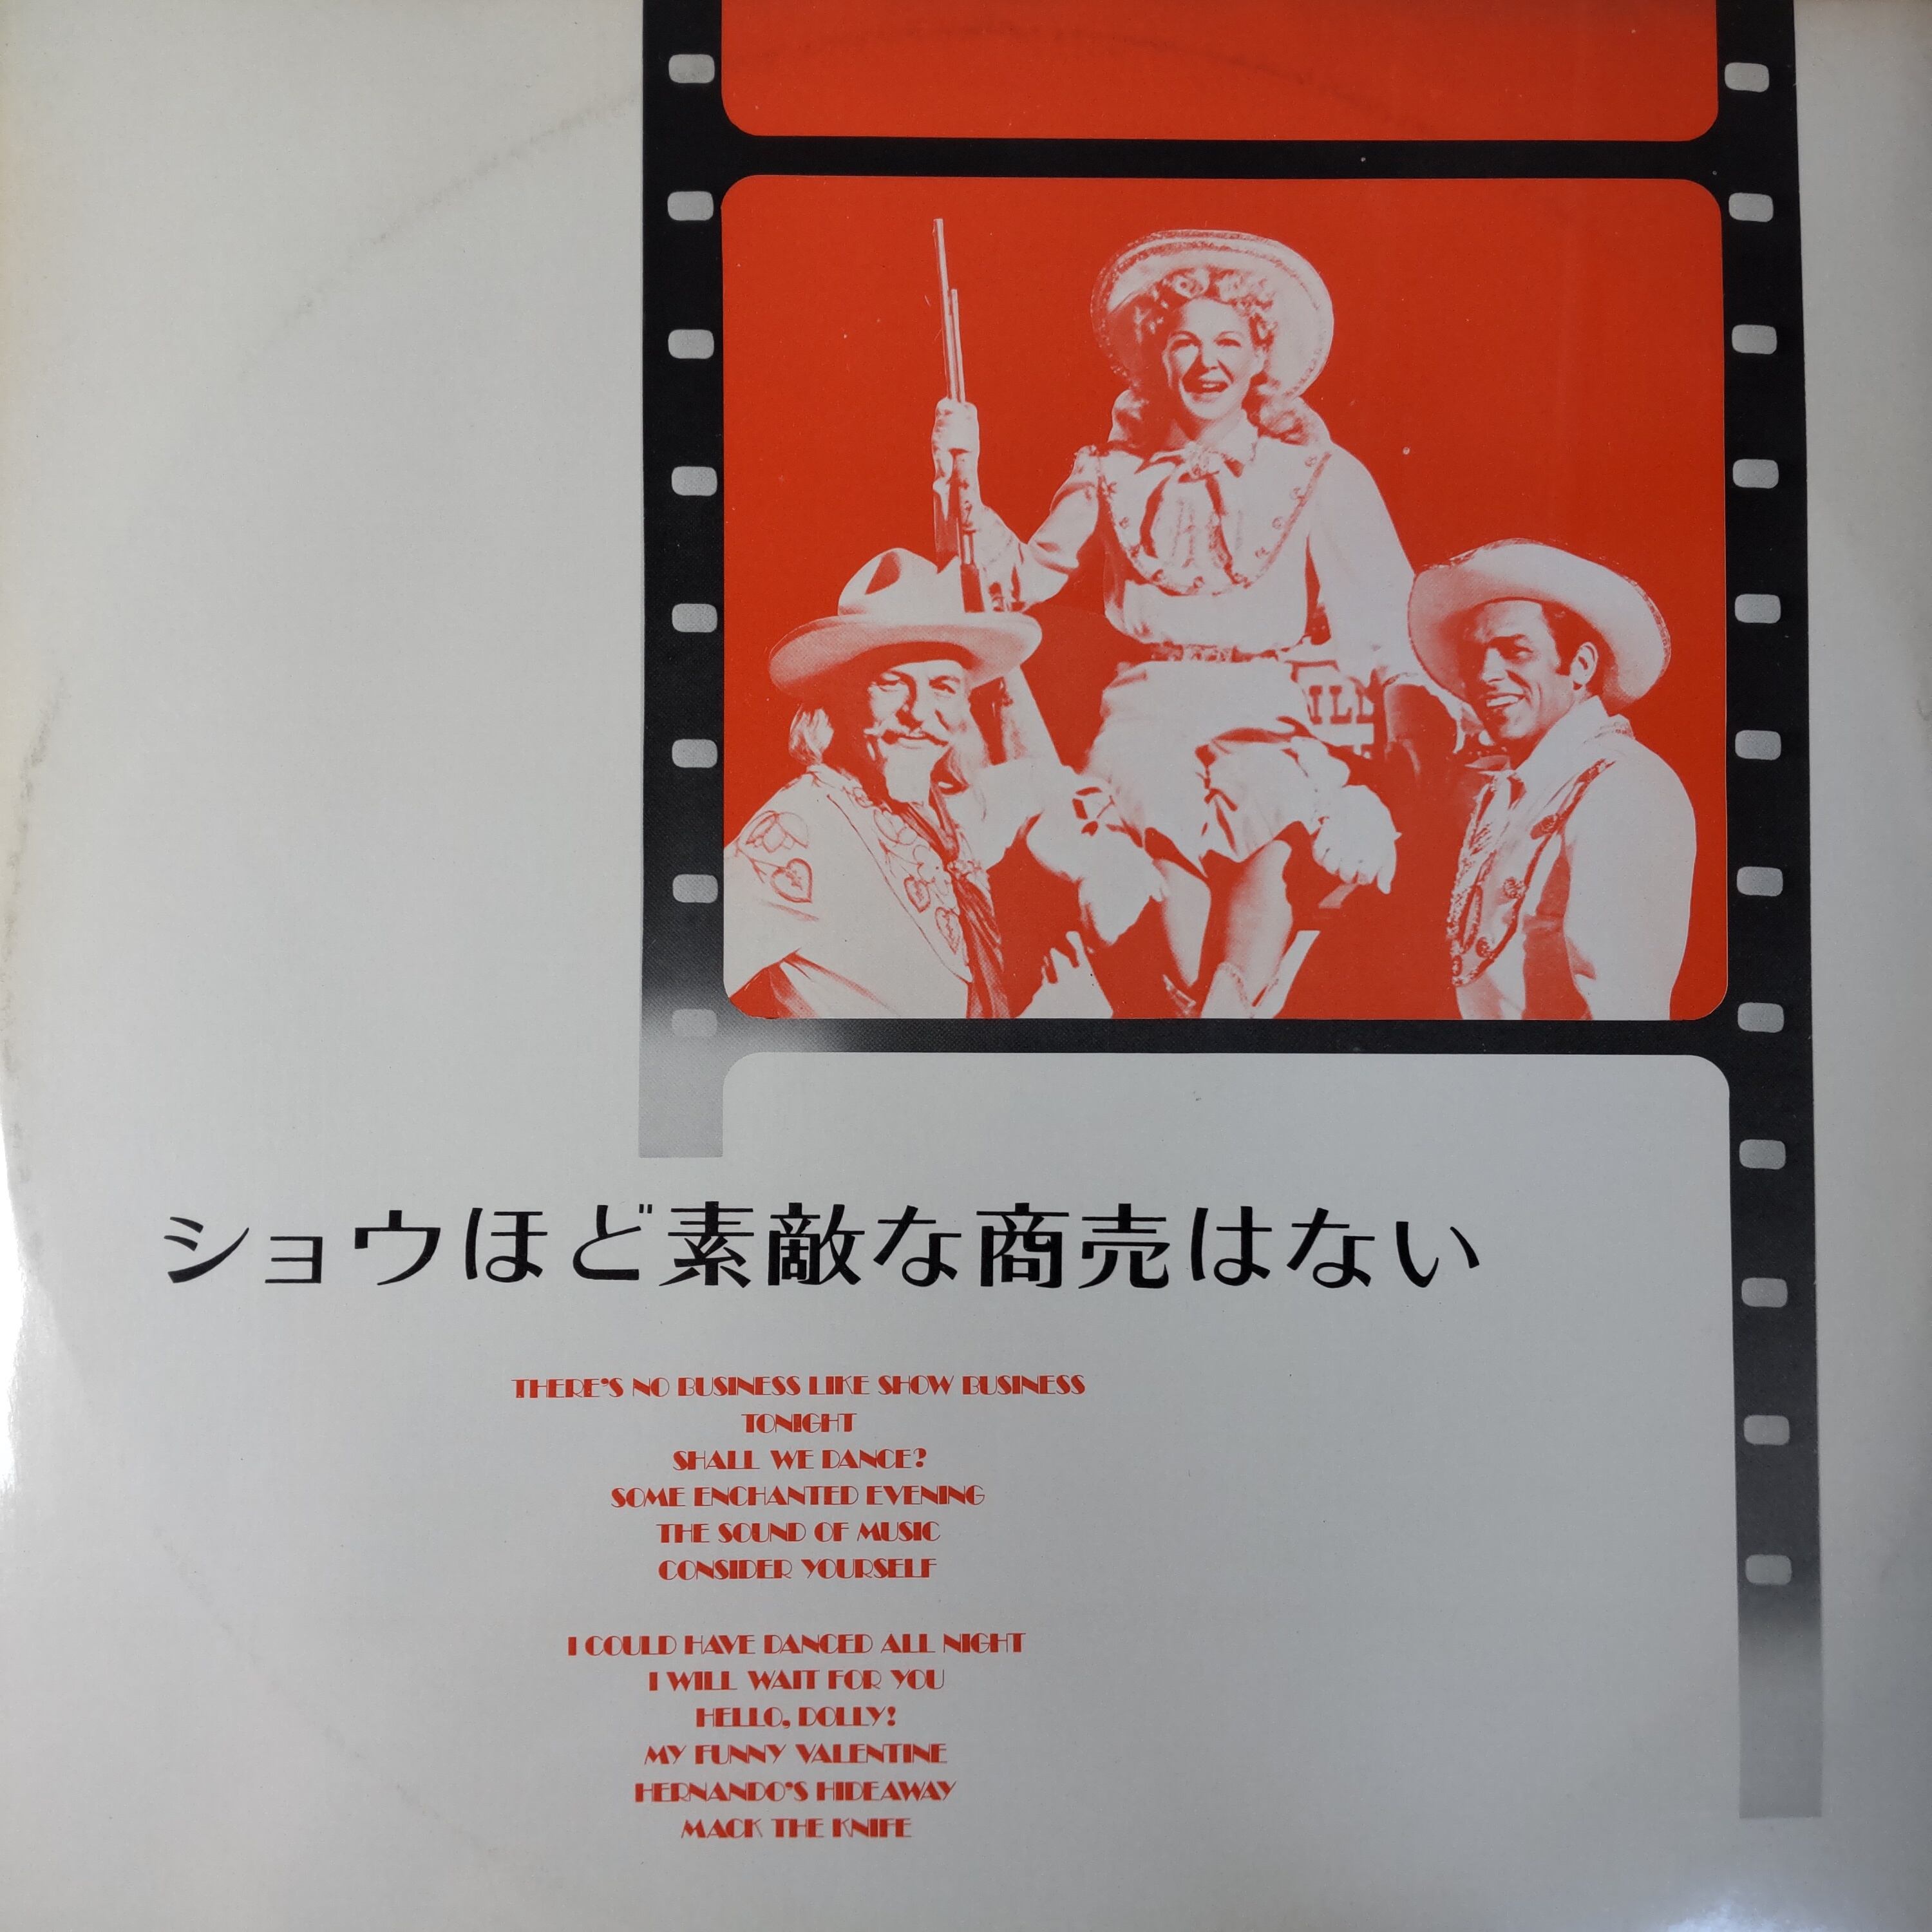 ILD
ショウほど素敵な商売はない
THERE'S NO BUSINESS LIKE SHOW BUSINESS
TONIGHT
SHALL WE DANCE?
SOME ENCHANTED EVENING
THE SOUND OF MUSIC
CONSIDER YOURSELF
I COULD HAVE DANCED ALL NIGHT
I WILL WAIT FOR YOU
HELLO, DOLLY!
MY FUNNY VALENTINE
HERNANDO'S HIDEAWAY
MACK THE KNIFE